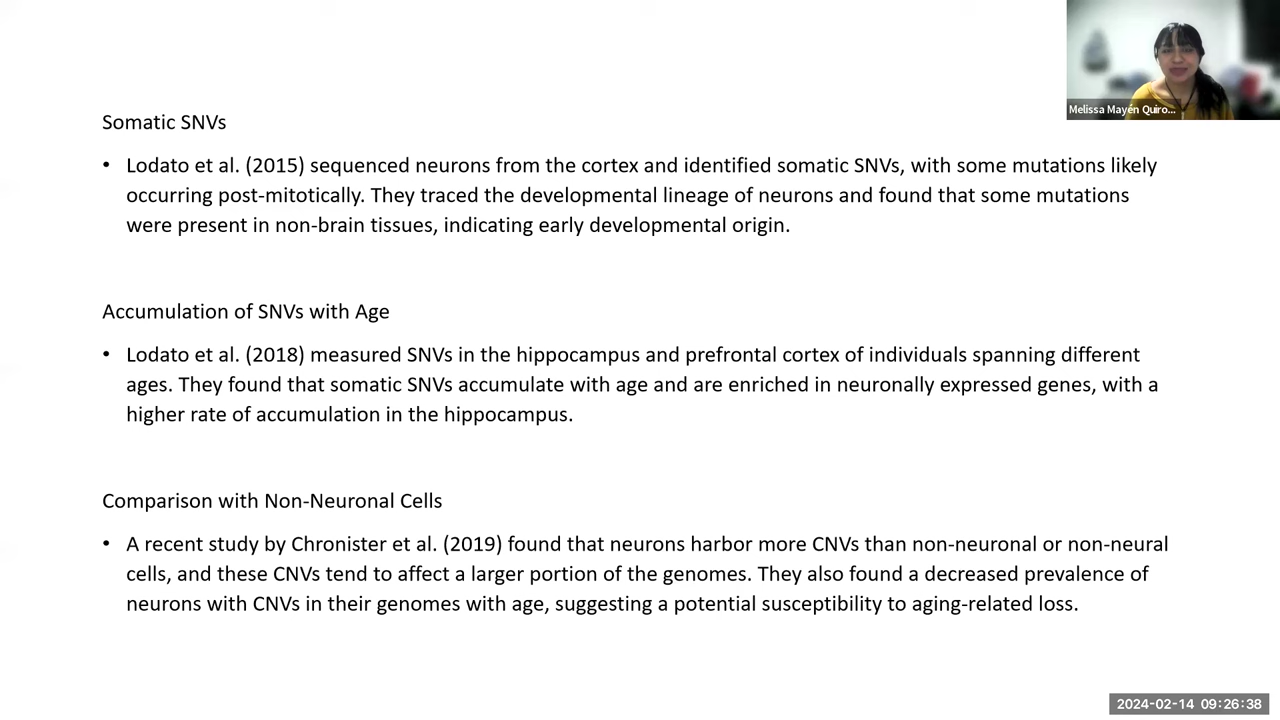 Somatic SNVs
• Lodato et al. (2015) sequenced neurons from the cortex and identified somatic SNVs, with some mutations likely
occurring post-mitotically. They traced the developmental lineage of neurons and found that some mutations
were present in non-brain tissues, indicating early developmental origin.
Accumulation of SNVs with Age
• Lodato et al. (2018) measured SNVs in the hippocampus and prefrontal cortex of individuals spanning different
ages. They found that somatic SNVs accumulate with age and are enriched in neuronally expressed genes, with a
higher rate of accumulation in the hippocampus.
Comparison with Non-Neuronal Cells
• A recent study by Chronister et al. (2019) found that neurons harbor more CNVs than non-neuronal or non-neural
cells, and these CNVs tend to affect a larger portion of the genomes. They also found a decreased prevalence of
neurons with CNVs in their genomes with age, suggesting a potential susceptibility to aging-related loss.
Melissa Mayén Quiro...
2024-02-14 09:26:38